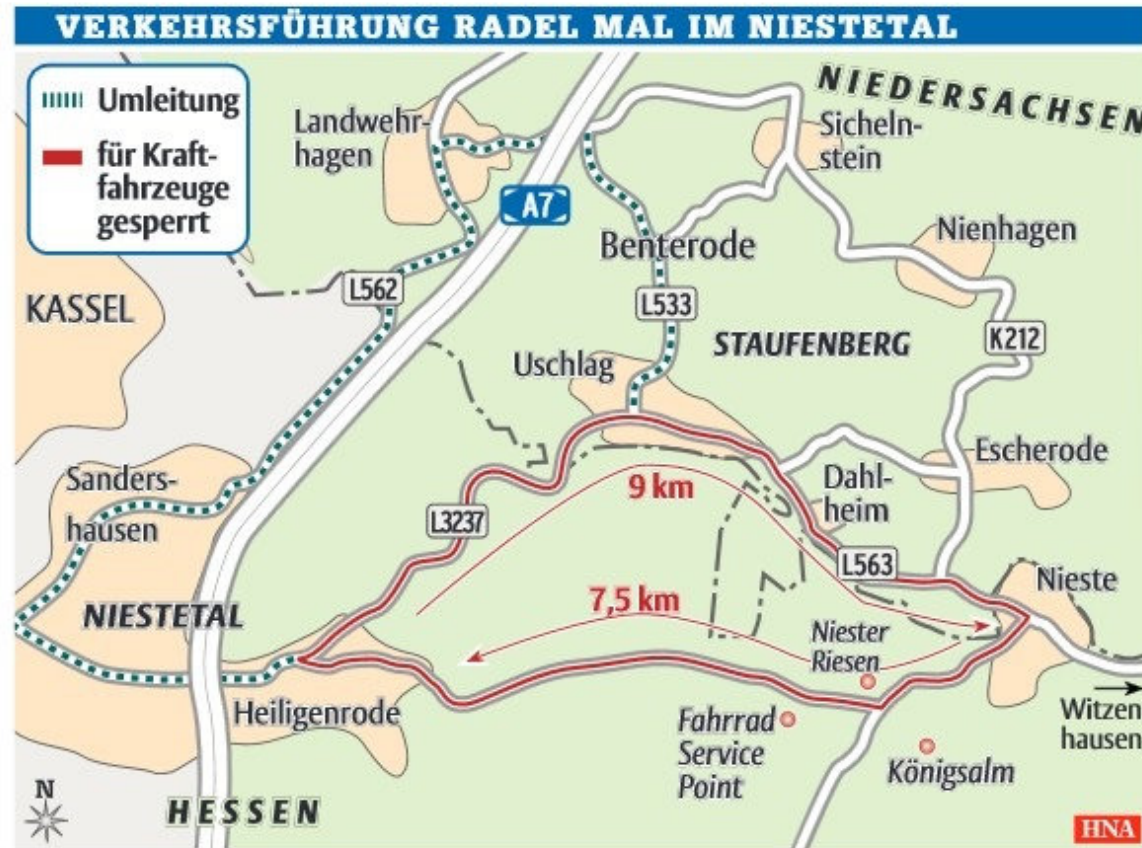 VERKEHRSFÜHRUNG RADEL MAL IM NIESTETAL
Umleitung
für Kraft-
fahrzeuge
gesperrt
NIEDERSACHSEN
Landwehr-
hagen
Sicheln-
stein
A7
Benterode
Nienhagen
KASSEL
L562
L533
STAUFENBERG
K212
Uschlag
Sanders-
hausen
9 km
Dahl-
heim
Escherode
L3237
L563
Nieste
NIESTETAL
7,5 km
Niester
Riesen
Heiligenrode
Fahrrad
Service
Point
Königsalm
Witzen
hausen
N
HESSEN
HNA